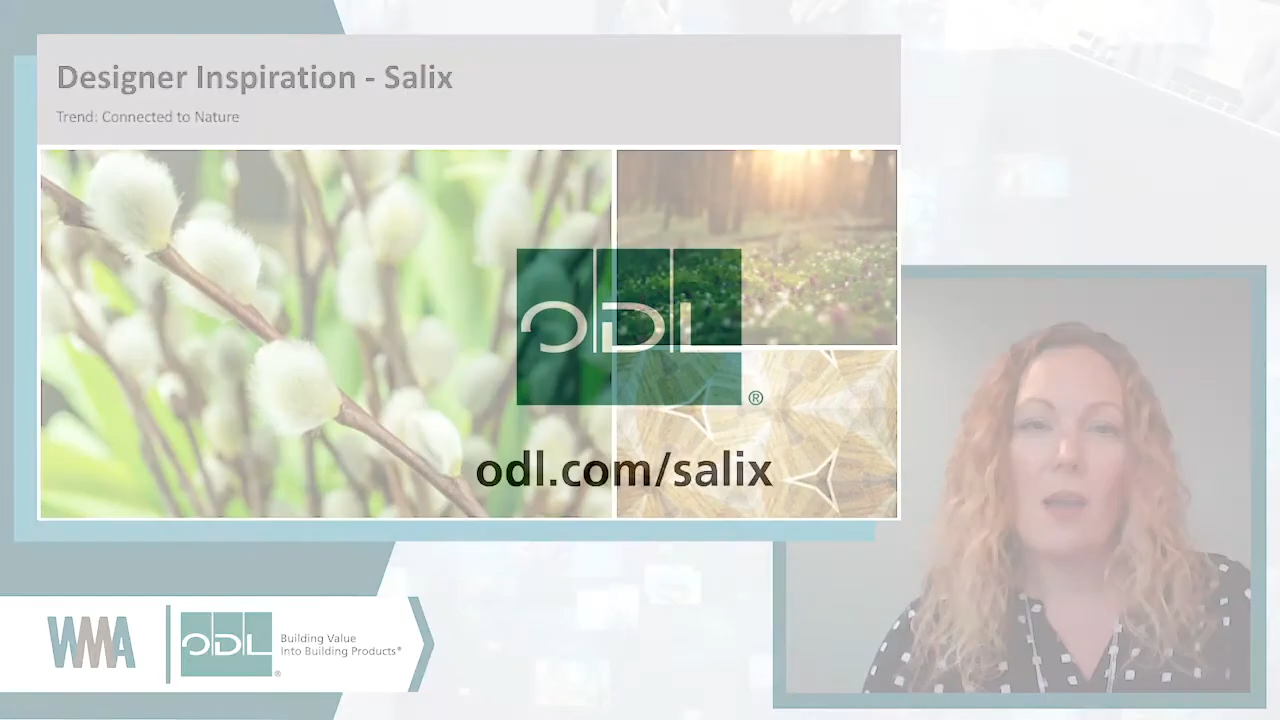 Designer Inspiration - Salix
Trend: Connected to Nature
ODL®
odl.com/salix
WMA
ODL®
Building Value
Into Building Products®